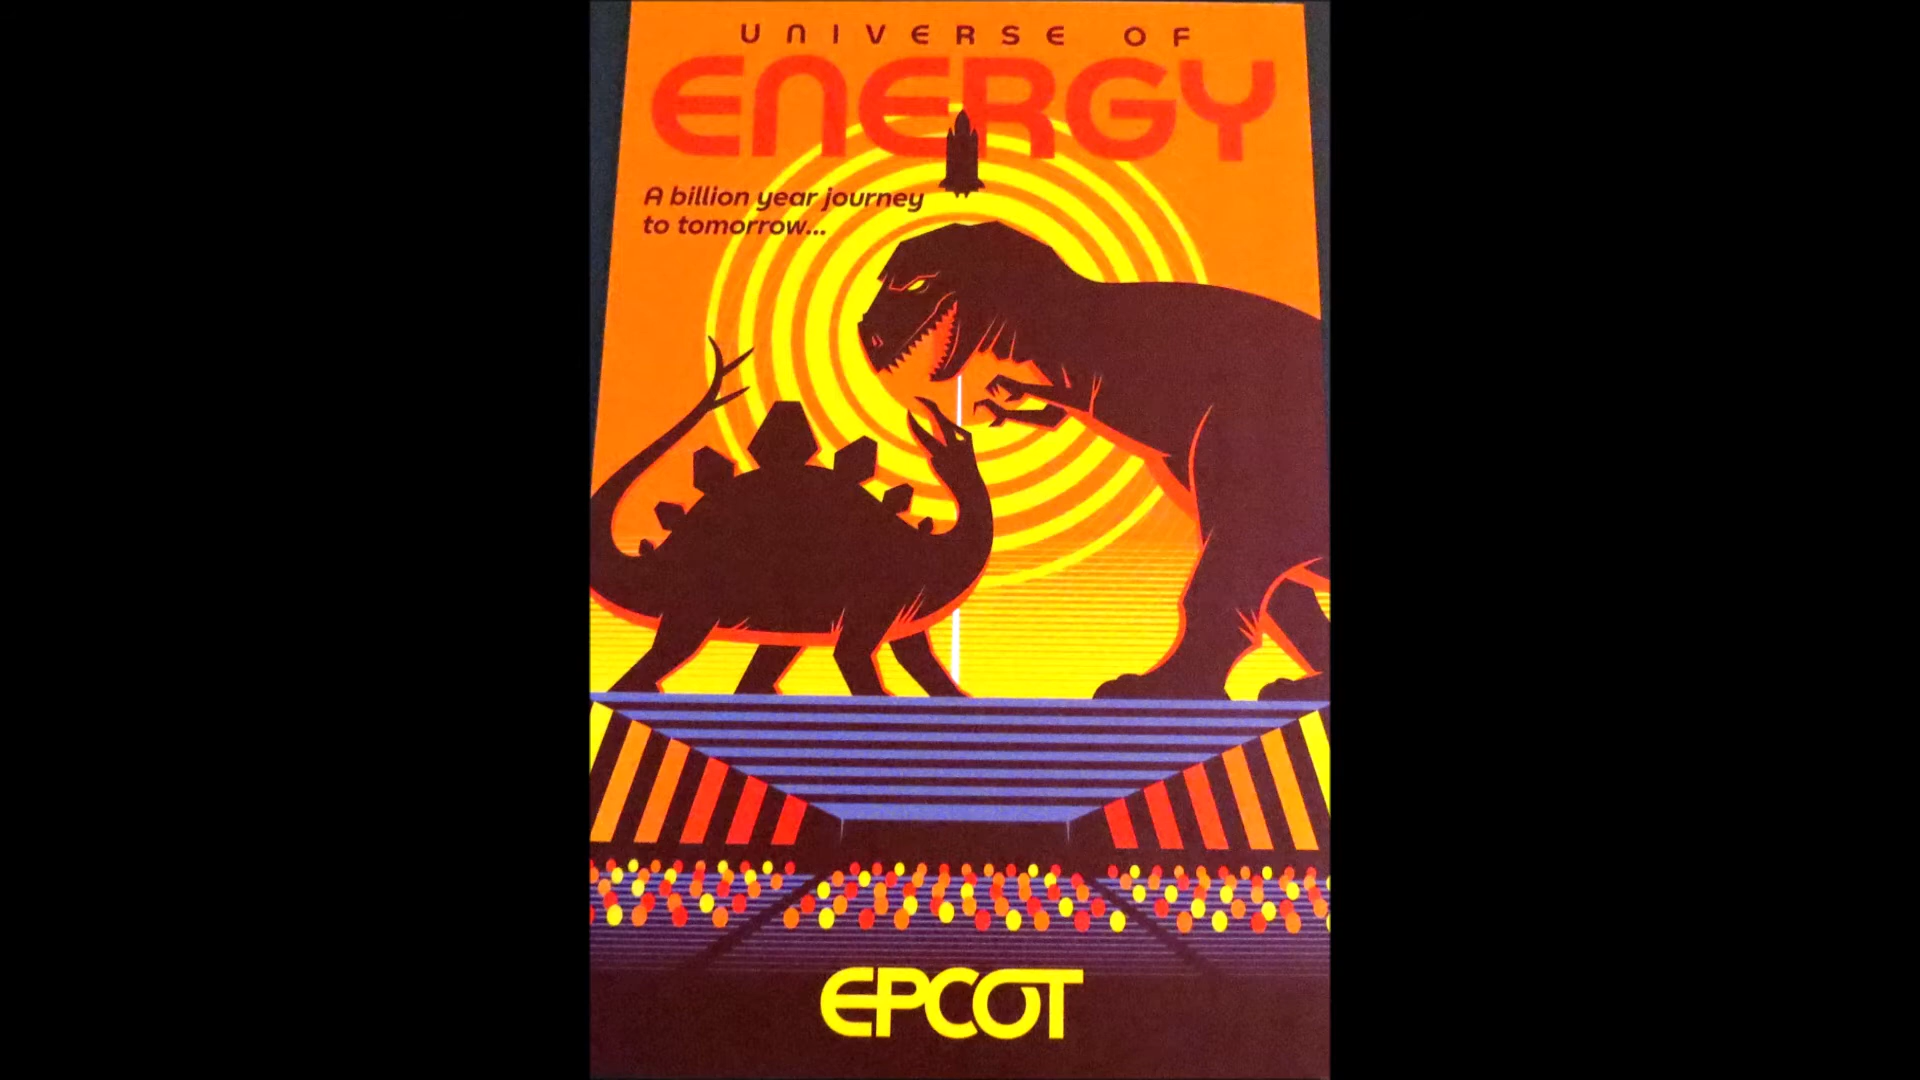 UNIVERSE OF
ENERGY
A billion year journey
to tomorrow...
EPCOT